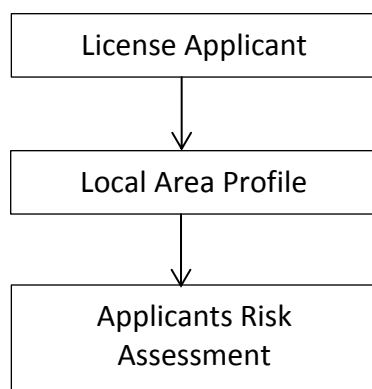 License Applicant
Local Area Profile
Applicants Risk
Assessment